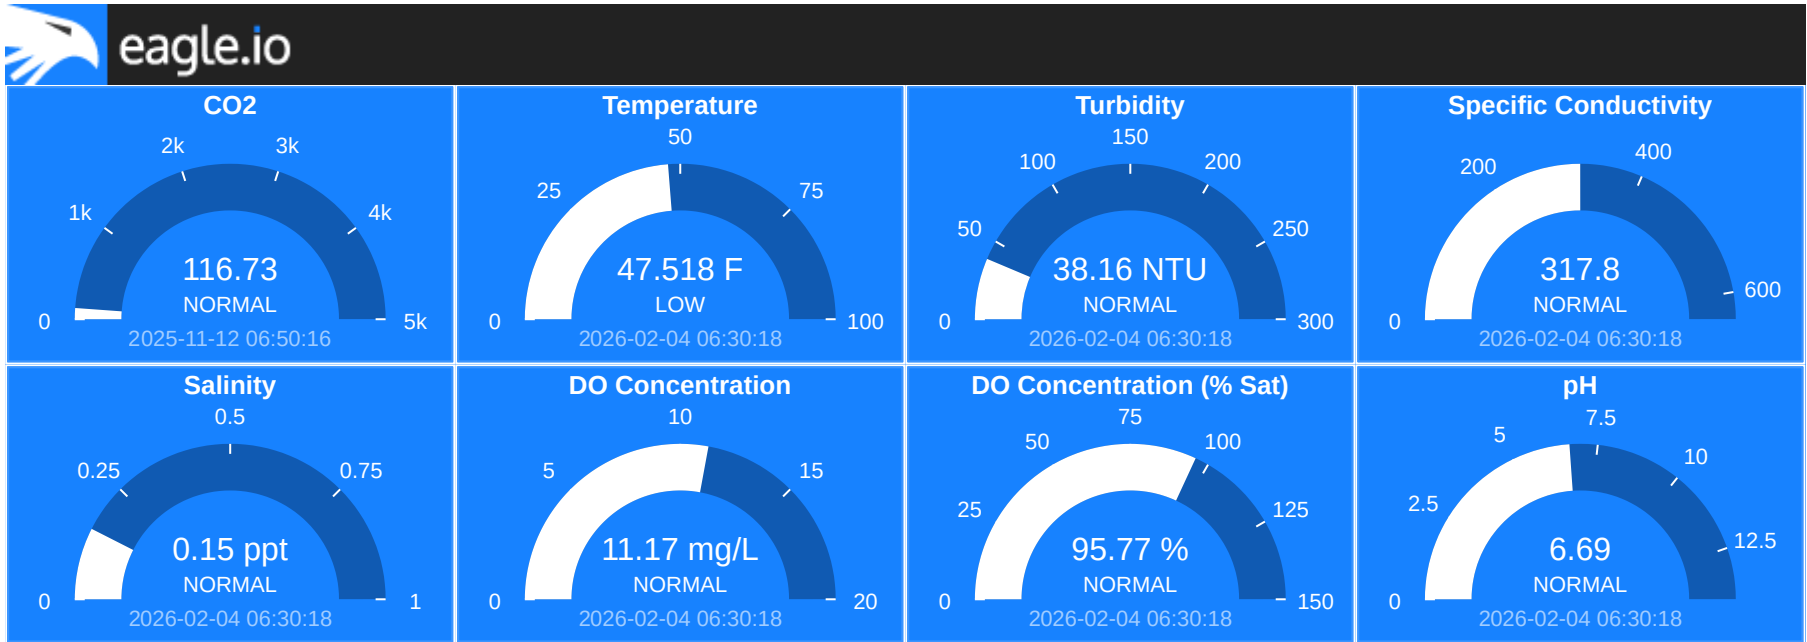 eagle.io
CO2
0
1k
2k
3k
4k
5k
116.73
NORMAL
2025-11-12 06:50:16
Temperature
0
25
50
75
100
47.518 F
LOW
2026-02-04 06:30:18
Turbidity
0
50
100
150
200
250
300
38.16 NTU
NORMAL
2026-02-04 06:30:18
Specific Conductivity
0
200
400
600
317.8
NORMAL
2026-02-04 06:30:18
Salinity
0
0.25
0.5
0.75
1
0.15 ppt
NORMAL
2026-02-04 06:30:18
DO Concentration
0
5
10
15
20
11.17 mg/L
NORMAL
2026-02-04 06:30:18
DO Concentration (% Sat)
0
25
50
75
100
125
150
95.77 %
NORMAL
2026-02-04 06:30:18
pH
0
2.5
5
7.5
10
12.5
6.69
NORMAL
2026-02-04 06:30:18